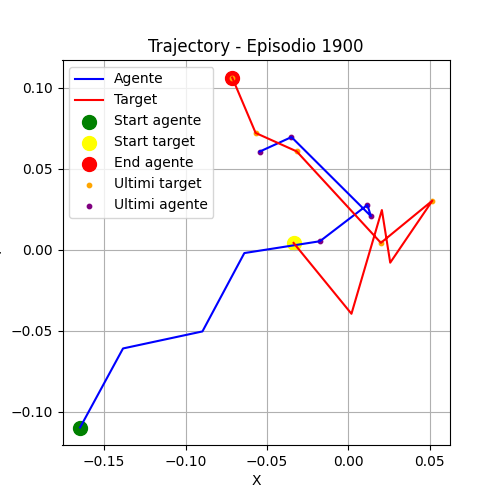 Trajectory - Episodio 1900
Agente
Target
Start agente
Start target
End agente
Ultimi target
Ultimi agente
0.10
0.05
0.00
−0.05
−0.10
−0.15
−0.10
−0.05
0.00
0.05
X